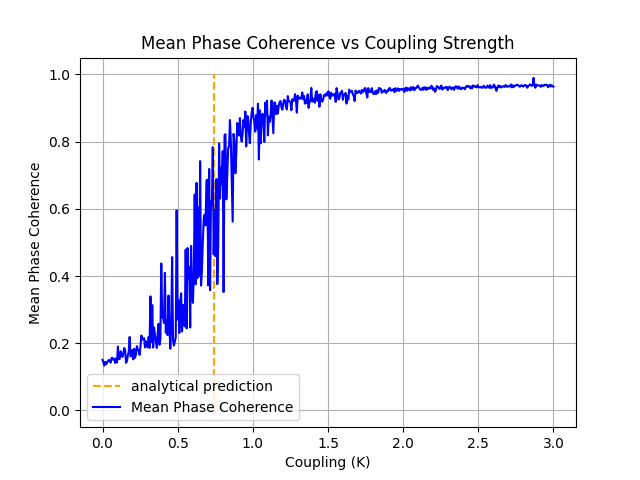 Mean Phase Coherence vs Coupling Strength
Mean Phase Coherence
1.0
0.8
0.6
0.4
0.2
0.0
analytical prediction
Mean Phase Coherence
0.0 0.5 1.0 1.5 2.0 2.5 3.0
Coupling (K)